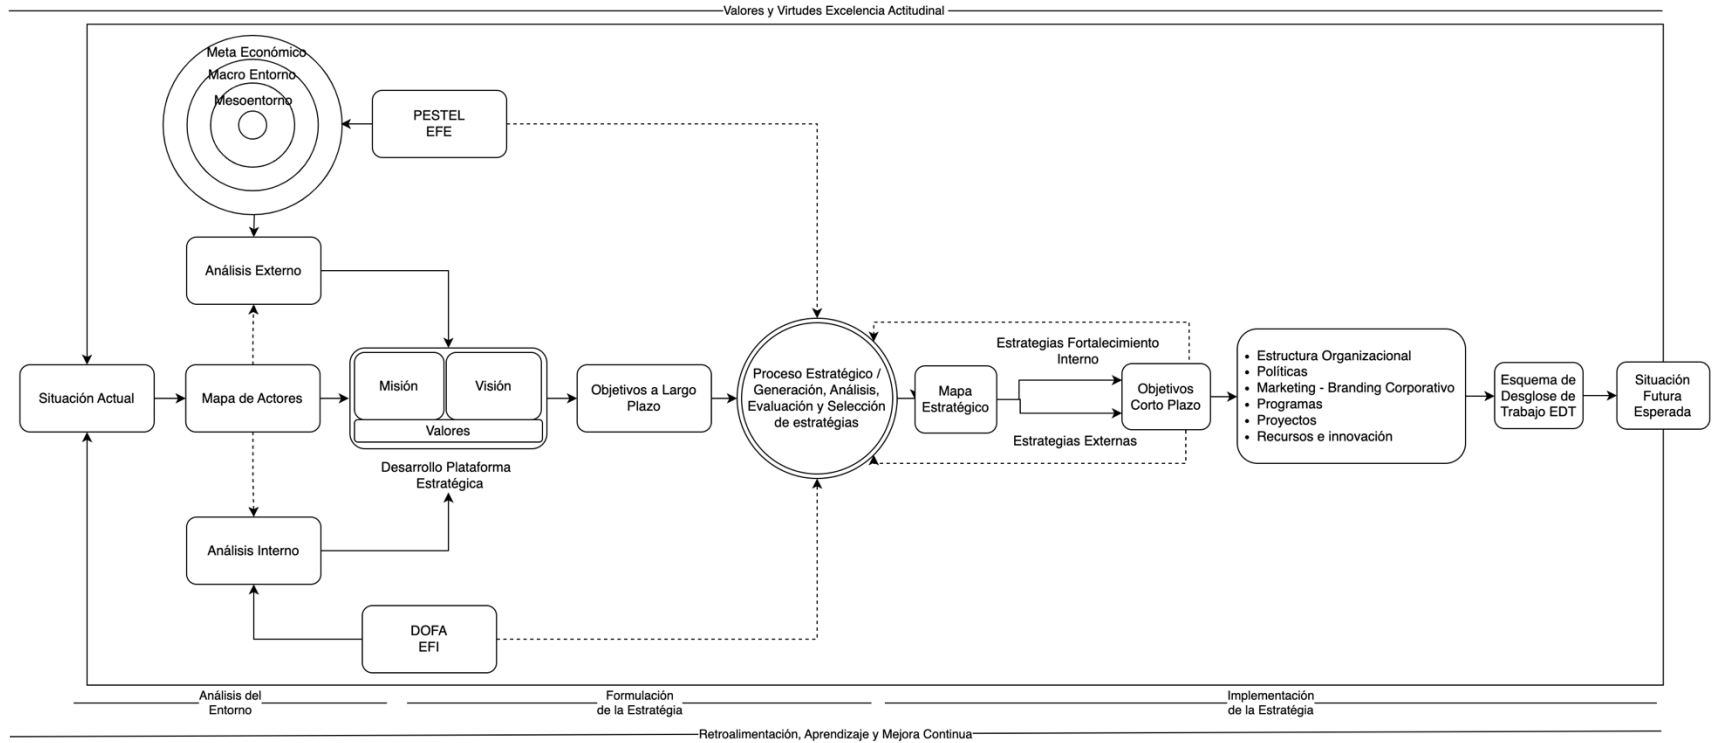 Valores y Virtudes Excelencia Actitudinal
Meta Económico
Macro Entorno
Mesoentorno
PESTEL
EFE
Análisis Externo
Situación Actual
Mapa de Actores
Misión
Visión
Valores
Desarrollo Plataforma
Estratégica
Análisis Interno
DOFA
EFI
Objetivos a Largo
Plazo
Proceso Estratégico /
Generación, Análisis,
Evaluación y Selección
de estratégias
Mapa
Estratégico
Estrategias Fortalecimiento
Interno
Estrategias Externas
Objetivos
Corto Plazo
• Estructura Organizacional
• Políticas
• Marketing - Branding Corporativo
• Programas
• Proyectos
• Recursos e innovación
Esquema de
Desglose de
Trabajo EDT
Situación
Futura
Esperada
Análisis del
Entorno
Formulación
de la Estratégia
Implementación
de la Estratégia
Retroalimentación, Aprendizaje y Mejora Continua